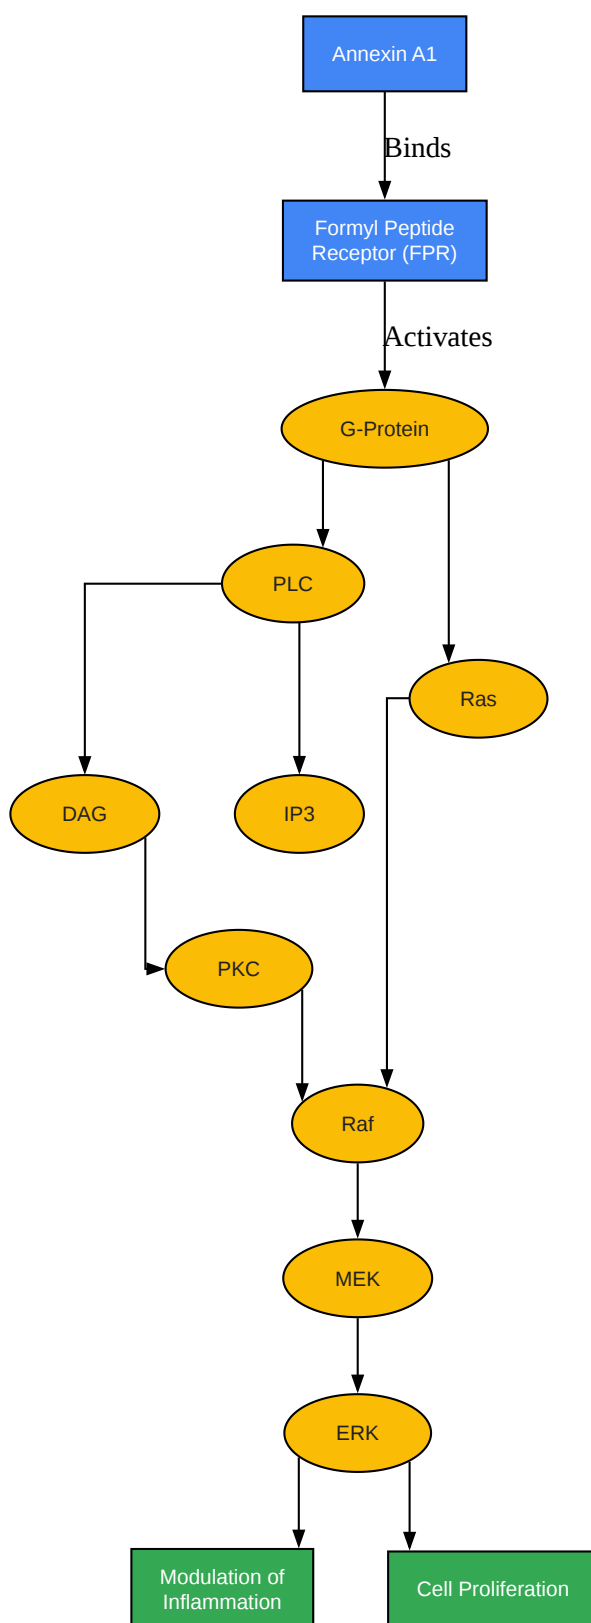 Annexin A1
Binds
Formyl Peptide
Receptor (FPR)
Activates
G-Protein
PLC
Ras
DAG
IP3
PKC
Raf
MEK
ERK
Modulation of
Inflammation
Cell Proliferation